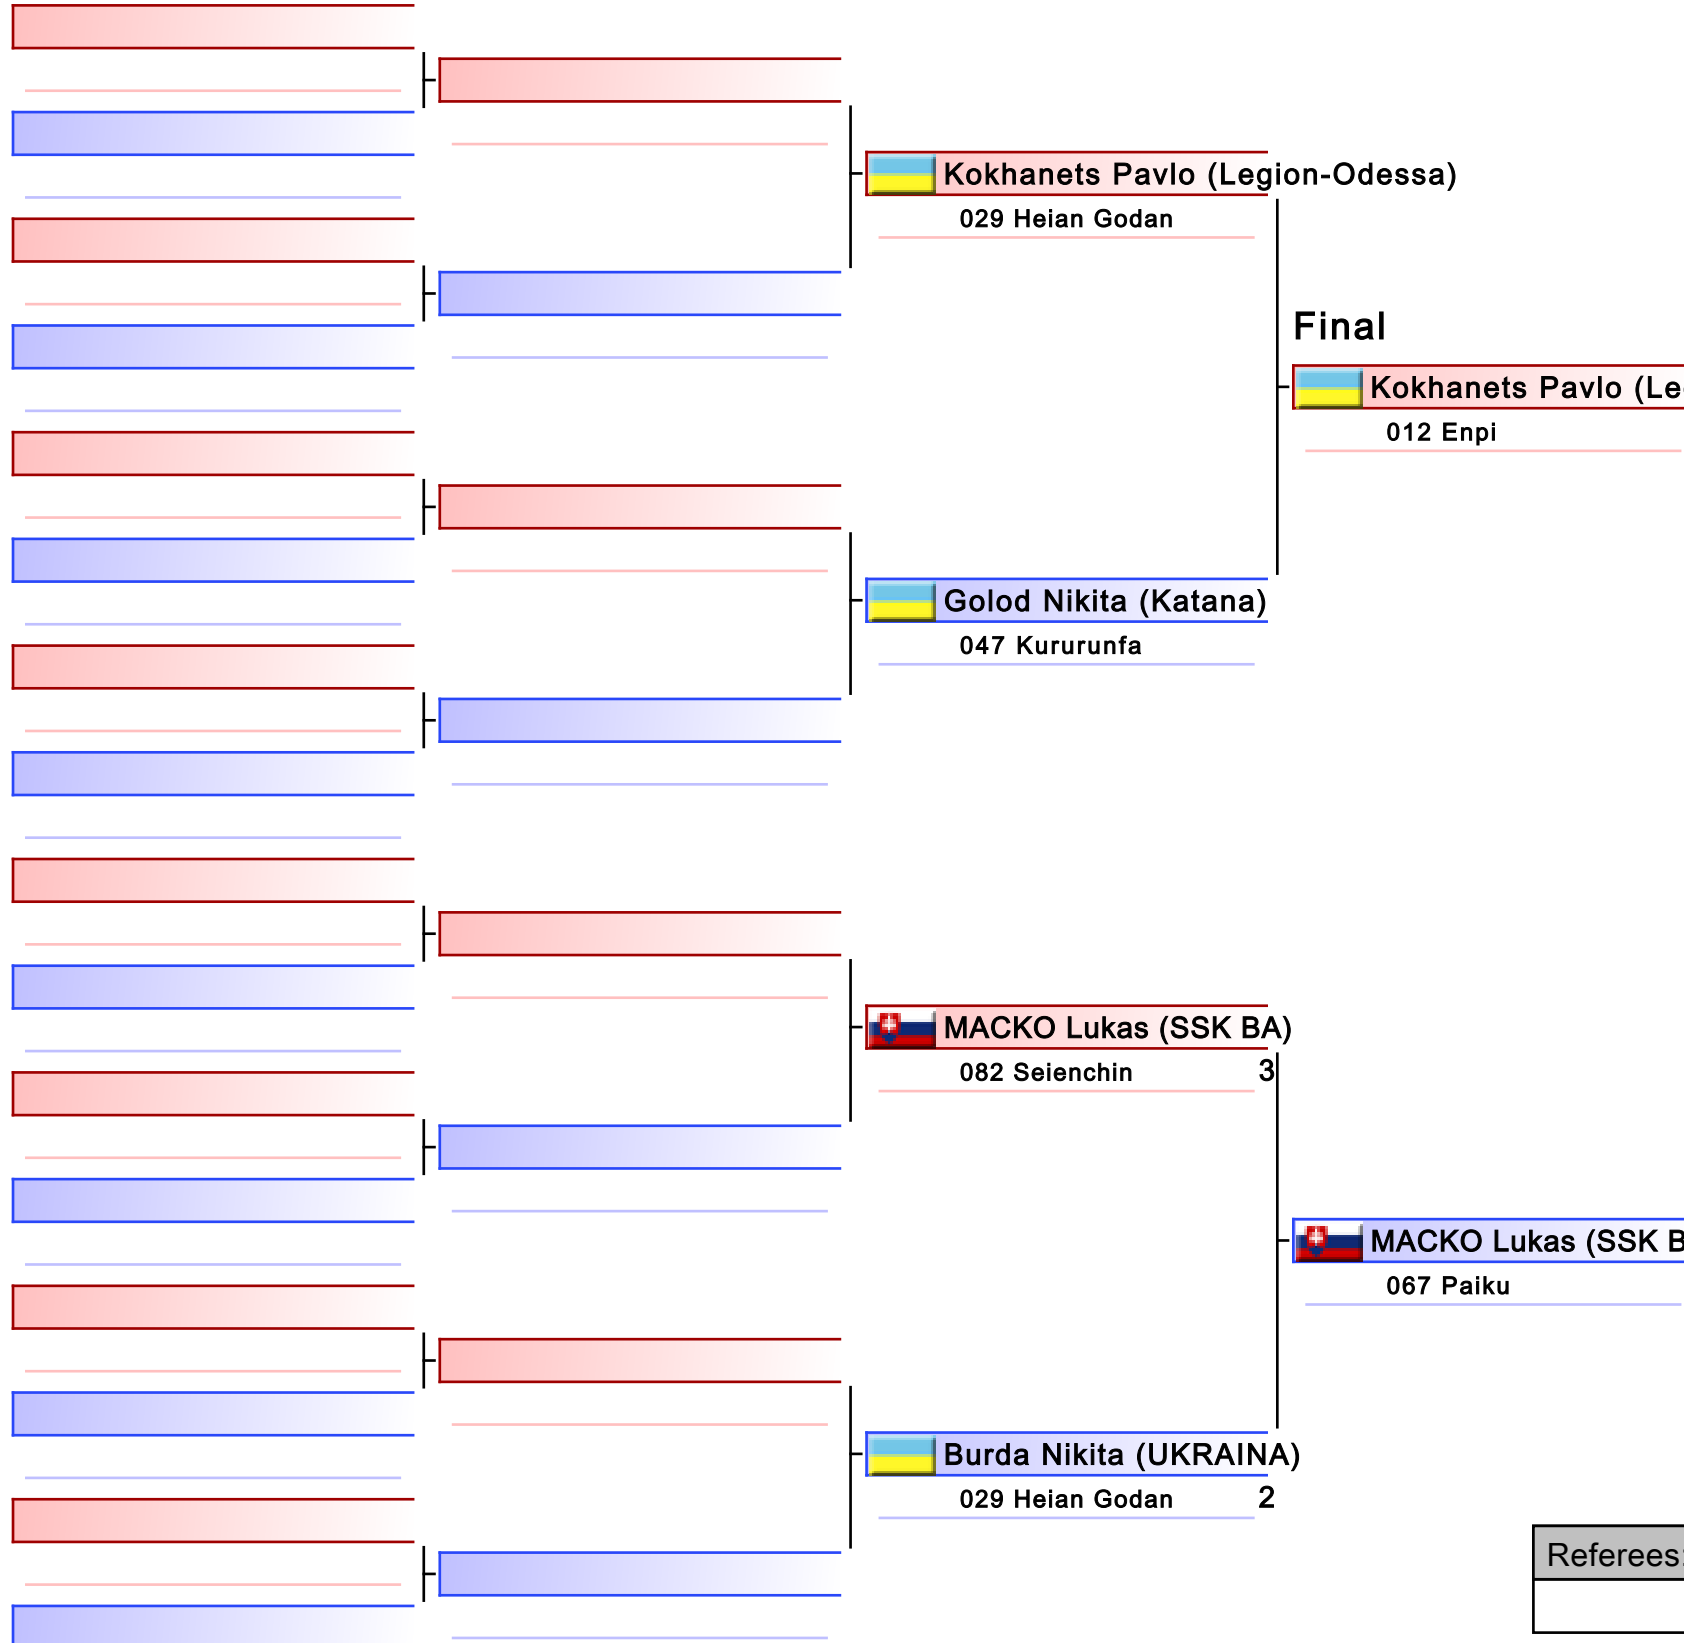 Kokhanets Pavlo (Legion-Odessa)
029 Heian Godan
Final
Kokhanets Pavlo (Le
012 Enpi
Golod Nikita (Katana)
047 Kururunfa
MACKO Lukas (SSK BA)
082 Seienchin 3
MACKO Lukas (SSK B
067 Paiku
Burda Nikita (UKRAINA)
029 Heian Godan 2
Referees: